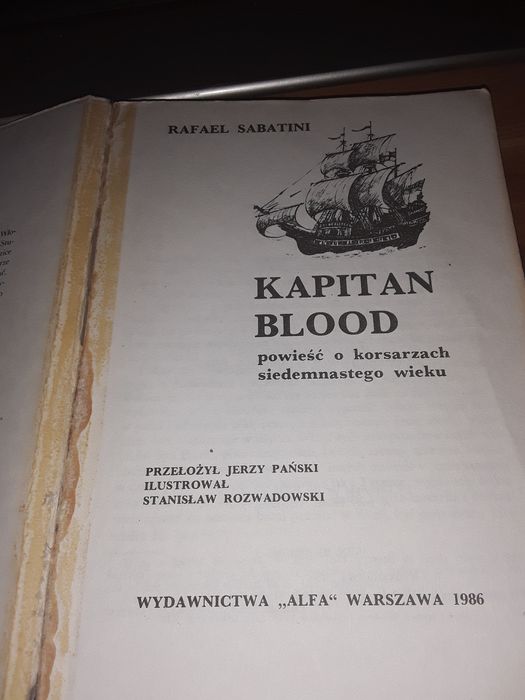 RAFAEL SABATINI
KAPITAN
BLOOD
powieść o korsarzach
siedemnastego wieku
PRZEŁOŻYŁ JERZY PAŃSKI
ILUSTROWAŁ
STANISŁAW ROZWADOWSKI
WYDAWNICTWA „ALFA“ WARSZAWA 1986